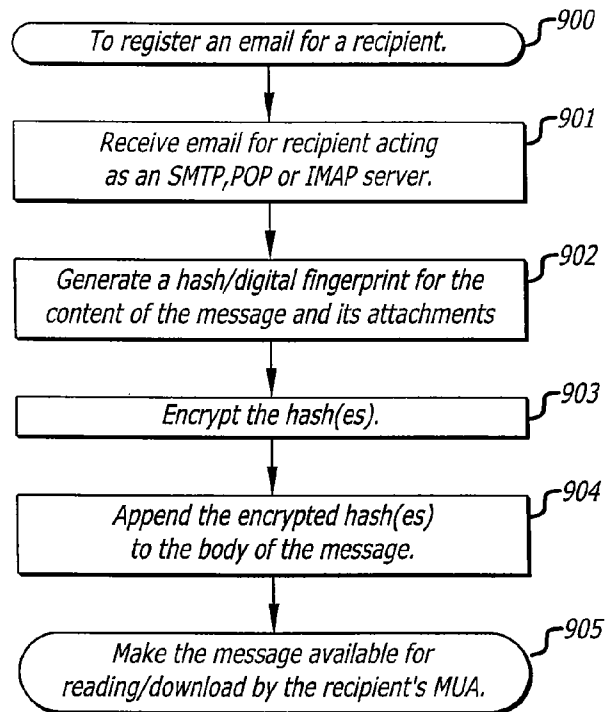 To register an email for a recipient.
900
Receive email for recipient acting
as an SMTP,POP or IMAP server.
901
Generate a hash/digital fingerprint for the
content of the message and its attachments
902
Encrypt the hash(es).
903
Append the encrypted hash(es)
to the body of the message.
904
Make the message available for
reading/download by the recipient's MUA.
905